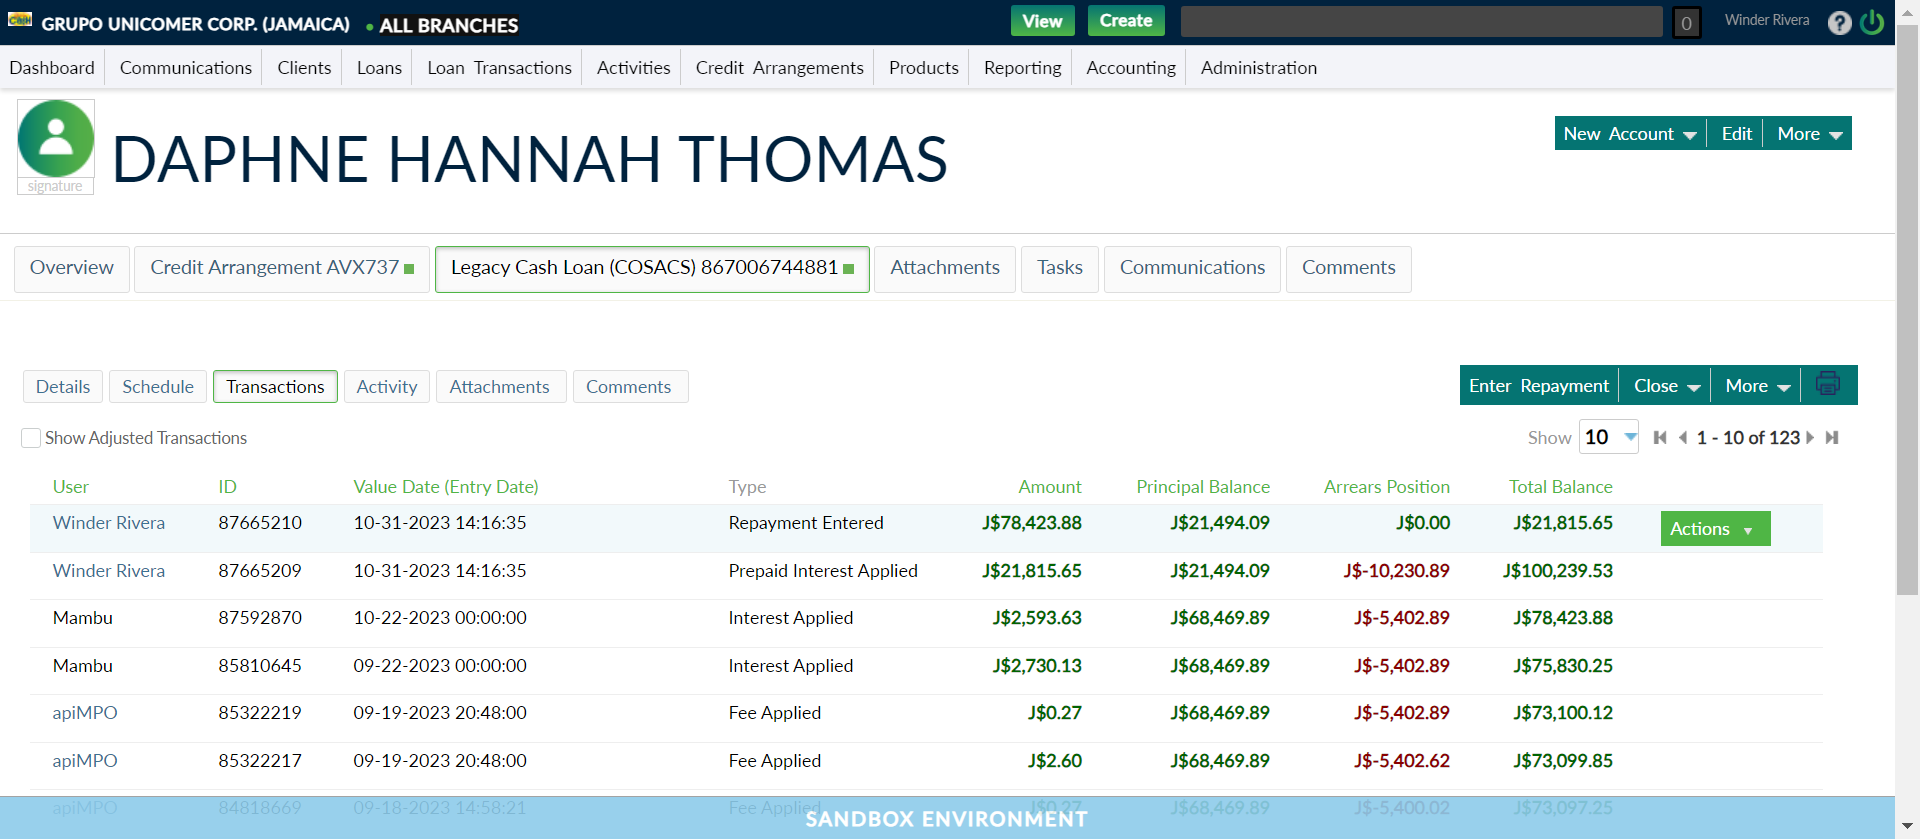 GRUPO UNICOMER CORP. (JAMAICA) ALL BRANCHES View Create 0 Winder Rivera ?
Dashboard Communications Clients Loans Loan Transactions Activities Credit Arrangements Products Reporting Accounting Administration
signature
DAPHNE HANNAH THOMAS
New Account Edit More
Overview Credit Arrangement AVX737 Legacy Cash Loan (COSACS) 867006744881 Attachments Tasks Communications Comments
Details Schedule Transactions Activity Attachments Comments Enter Repayment Close More
Show Adjusted Transactions Show 10 1 - 10 of 123
User ID Value Date (Entry Date) Type Amount Principal Balance Arrears Position Total Balance
Winder Rivera 87665210 10-31-2023 14:16:35 Repayment Entered J$78,423.88 J$21,494.09 J$0.00 J$21,815.65 Actions
Winder Rivera 87665209 10-31-2023 14:16:35 Prepaid Interest Applied J$21,815.65 J$21,494.09 J$-10,230.89 J$100,239.53
Mambu 87592870 10-22-2023 00:00:00 Interest Applied J$2,593.63 J$68,469.89 J$-5,402.89 J$78,423.88
Mambu 85810645 09-22-2023 00:00:00 Interest Applied J$2,730.13 J$68,469.89 J$-5,402.89 J$75,830.25
apiMPO 85322219 09-19-2023 20:48:00 Fee Applied J$0.27 J$68,469.89 J$-5,402.89 J$73,100.12
apiMPO 85322217 09-19-2023 20:48:00 Fee Applied J$2.60 J$68,469.89 J$-5,402.62 J$73,099.85
apiMPO 84818669 09-18-2023 14:58:21 Fee Applied J$0.27 J$68,469.89 J$-5,400.02 J$73,097.25
SANDBOX ENVIRONMENT